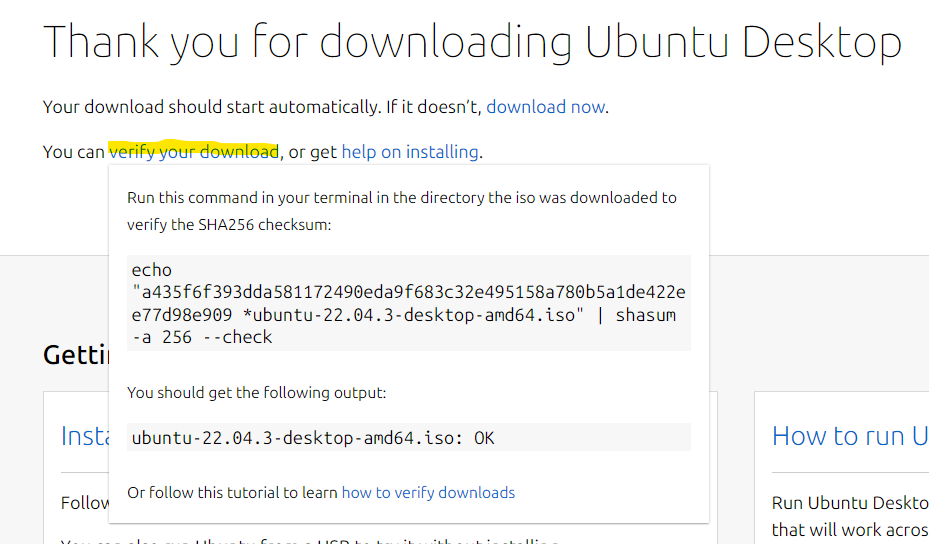 Thank you for downloading Ubuntu Desktop
Your download should start automatically. If it doesn’t, download now.
You can verify your download, or get help on installing.
Run this command in your terminal in the directory the iso was downloaded to
verify the SHA256 checksum:
echo
"a435f6f393dda581172490eda9f683c32e495158a780b5a1de422e
e77d98e909 *ubuntu-22.04.3-desktop-amd64.iso" | shasum
-a 256 --check
Getti
You should get the following output:
ubuntu-22.04.3-desktop-amd64.iso: OK
Insta
How to run U
Or follow this tutorial to learn how to verify downloads
Follow
Run Ubuntu Deskto
that will work acros